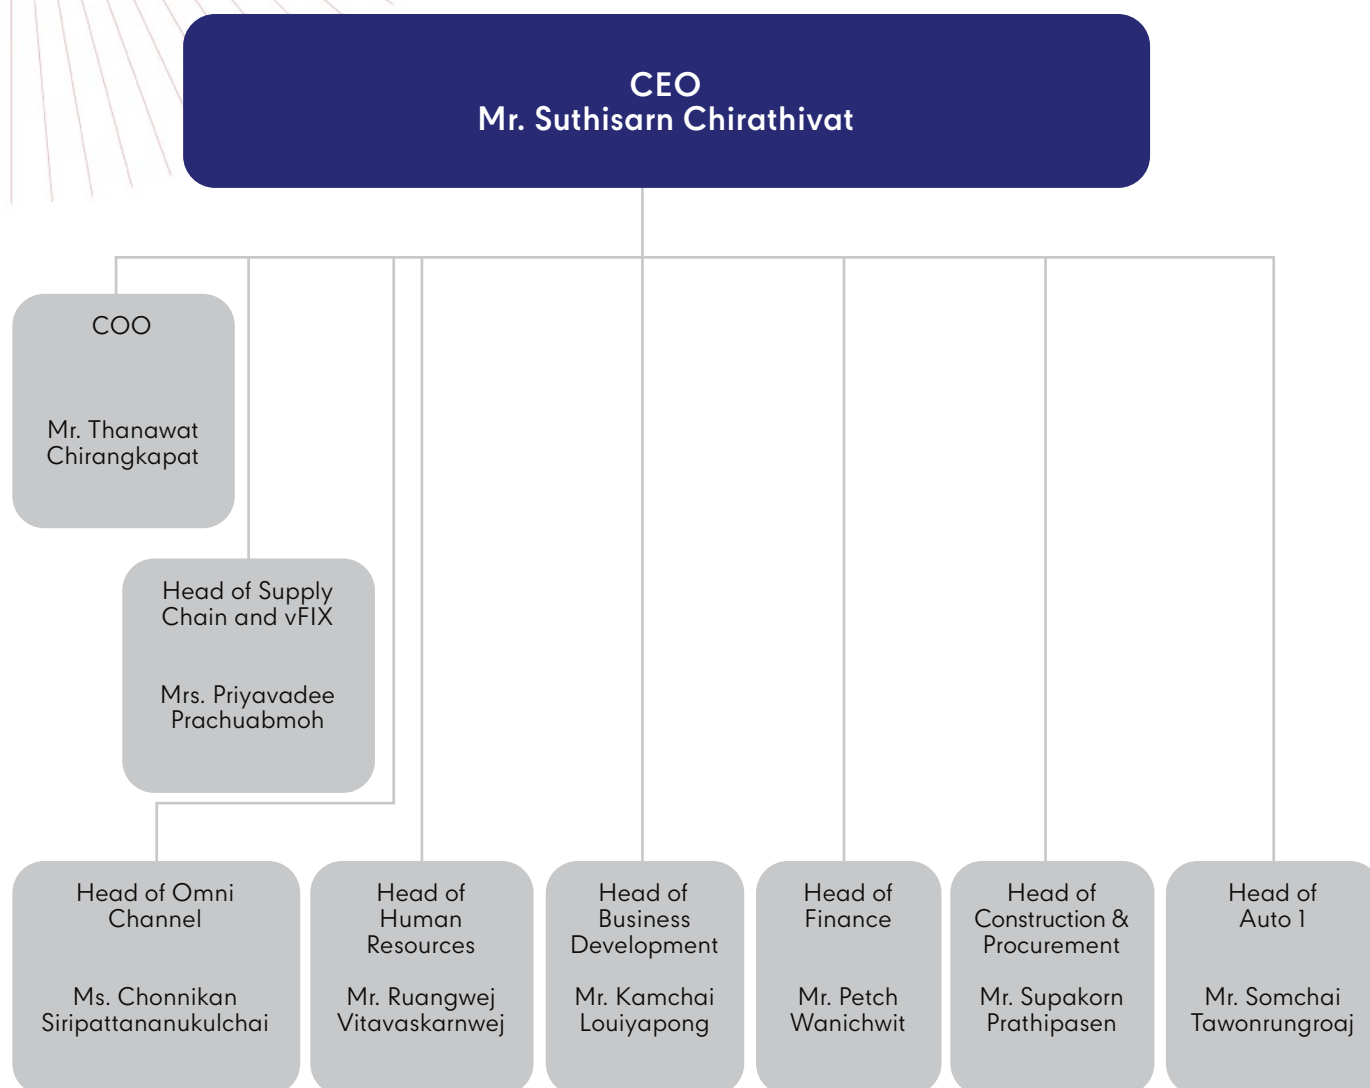 CEO
Mr. Suthisarn Chirathivat
COO
Mr. Thanawat
Chirangkapat
Head of Supply
Chain and vFIX
Mrs. Priyavadee
Prachuabmoh
Head of Omni
Channel
Ms. Chonnikan
Siripattananukulchai
Head of
Human
Resources
Mr. Ruangwej
Vitavaskarnwej
Head of
Business
Development
Mr. Kamchai
Louiyapong
Head of
Finance
Mr. Petch
Wanichwit
Head of
Construction &
Procurement
Mr. Supakorn
Prathipasen
Head of
Auto 1
Mr. Somchai
Tawonrungroaj